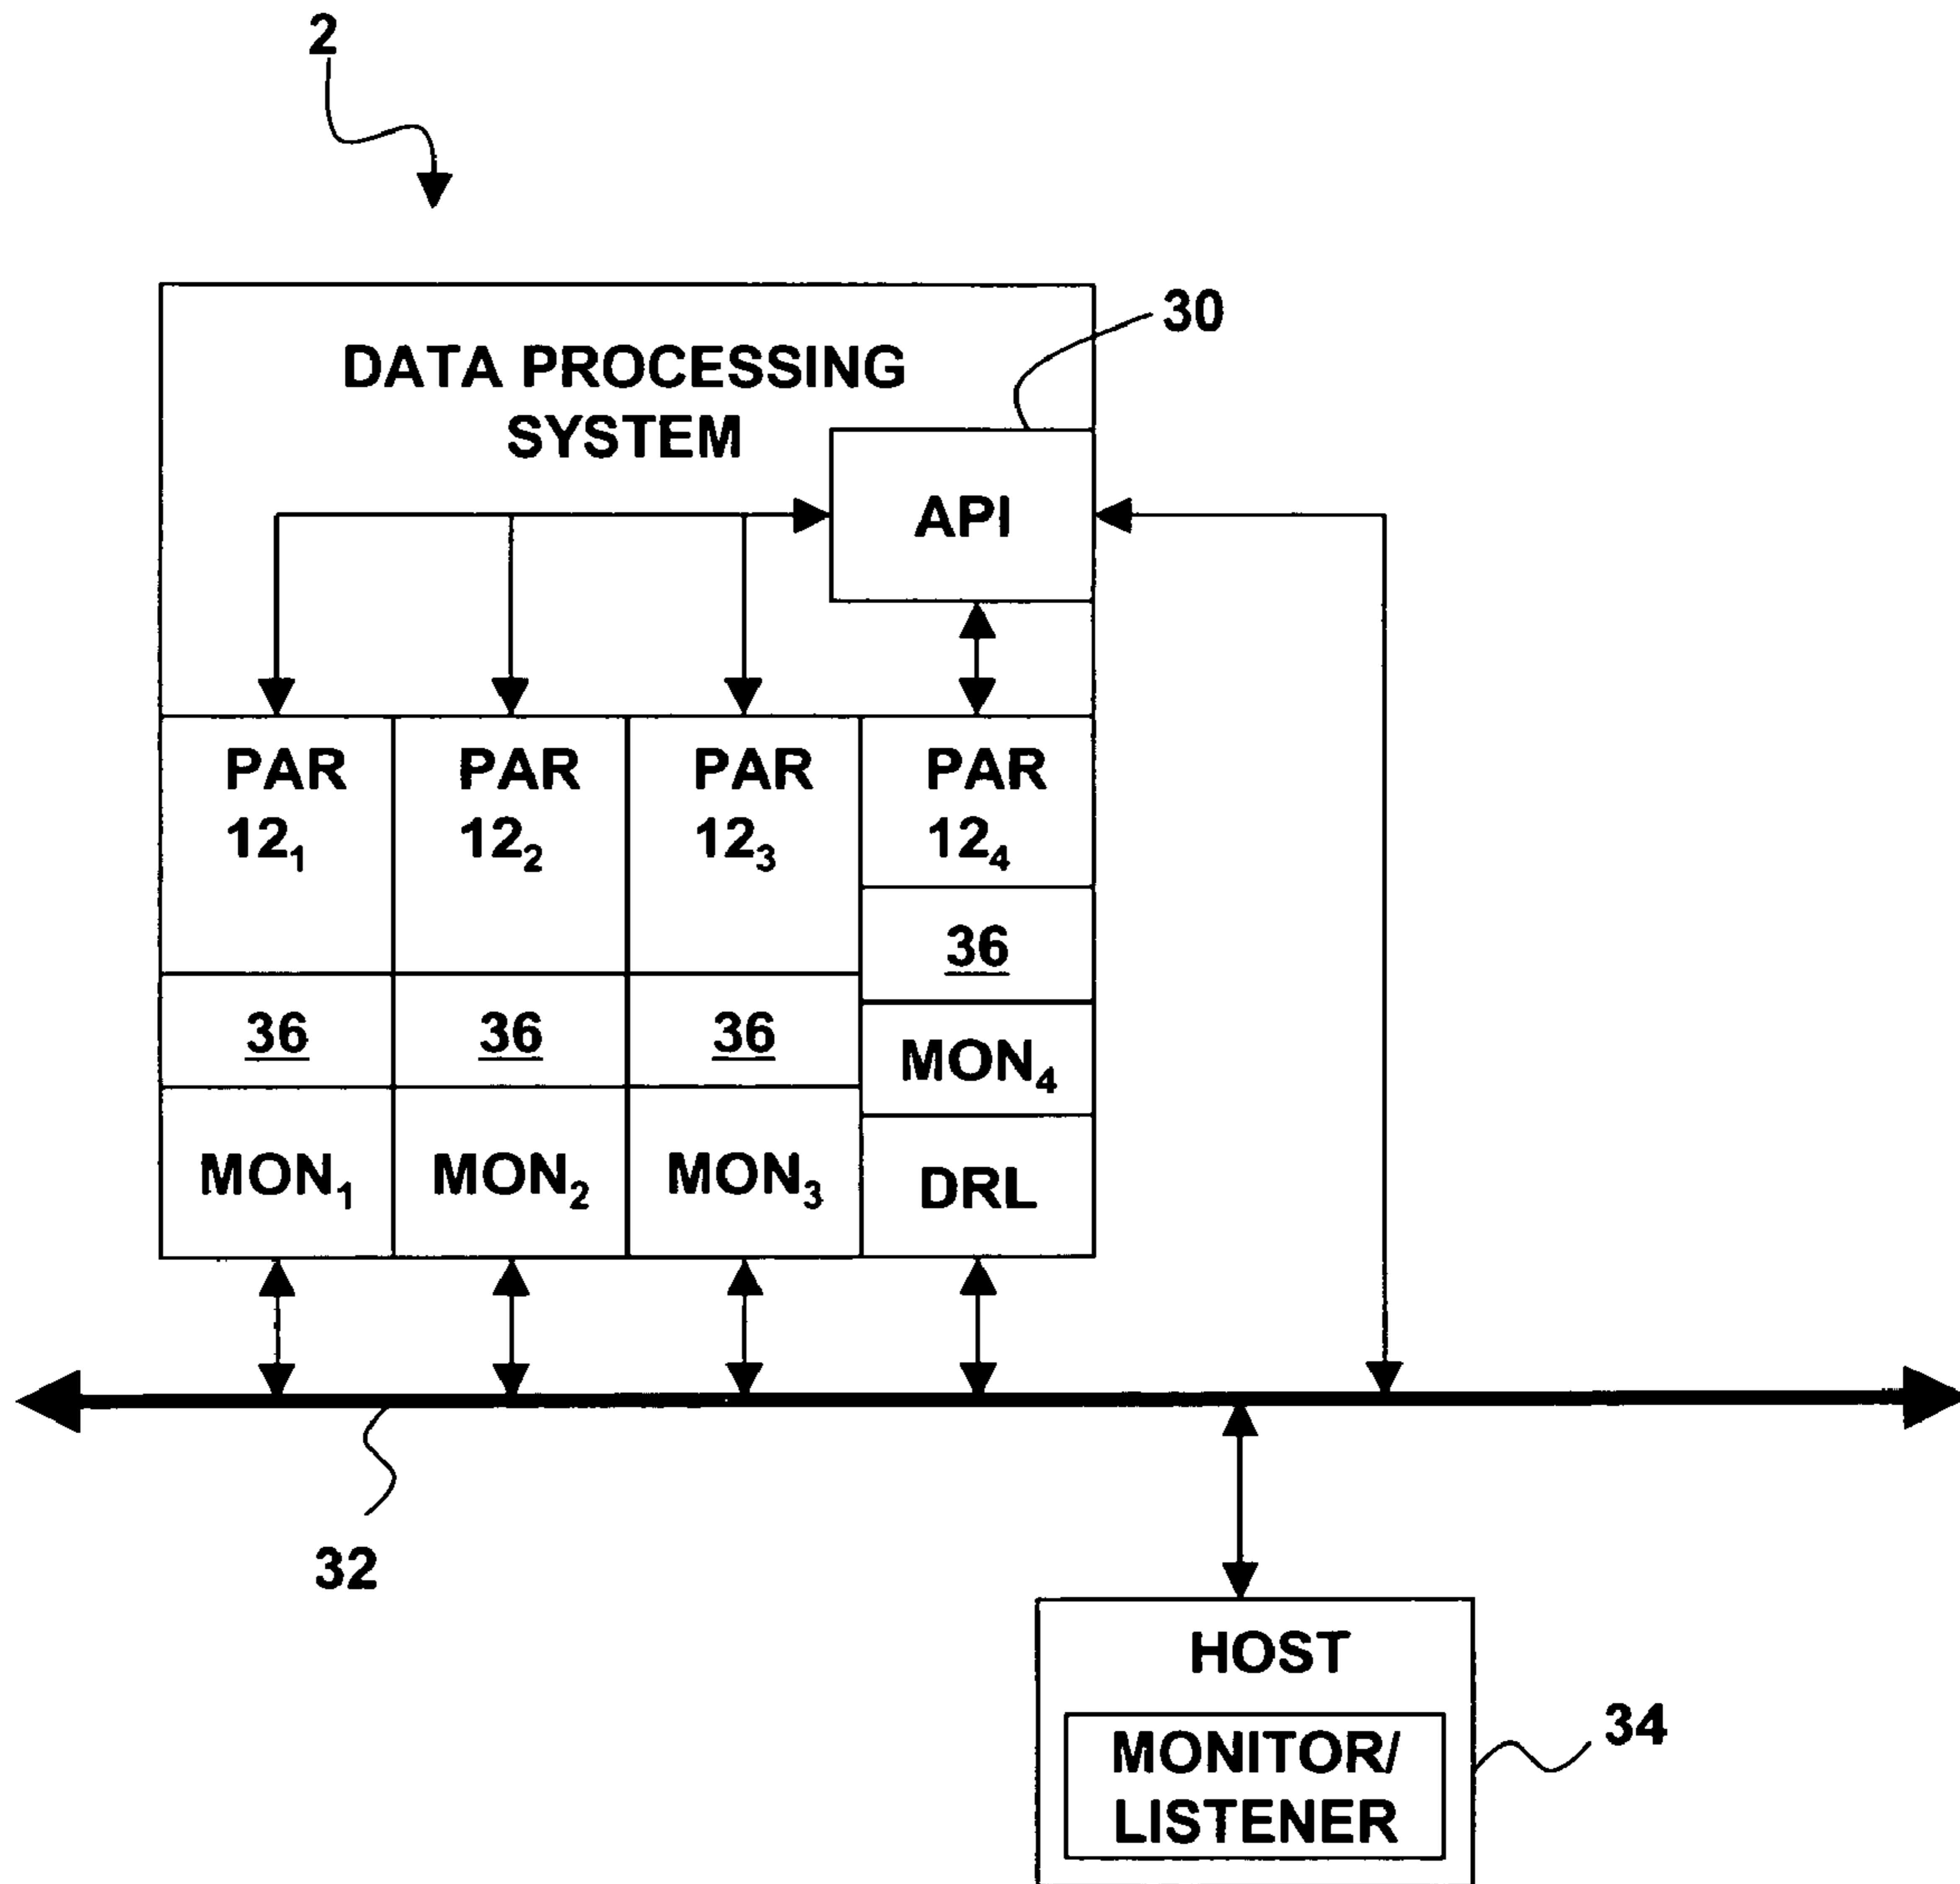 2
30
DATA PROCESSING
SYSTEM
API
PAR
12₁
PAR
12₂
PAR
12₃
PAR
12₄
36
36
36
36
MON₄
MON₁
MON₂
MON₃
DRL
32
HOST
34
MONITOR/
LISTENER